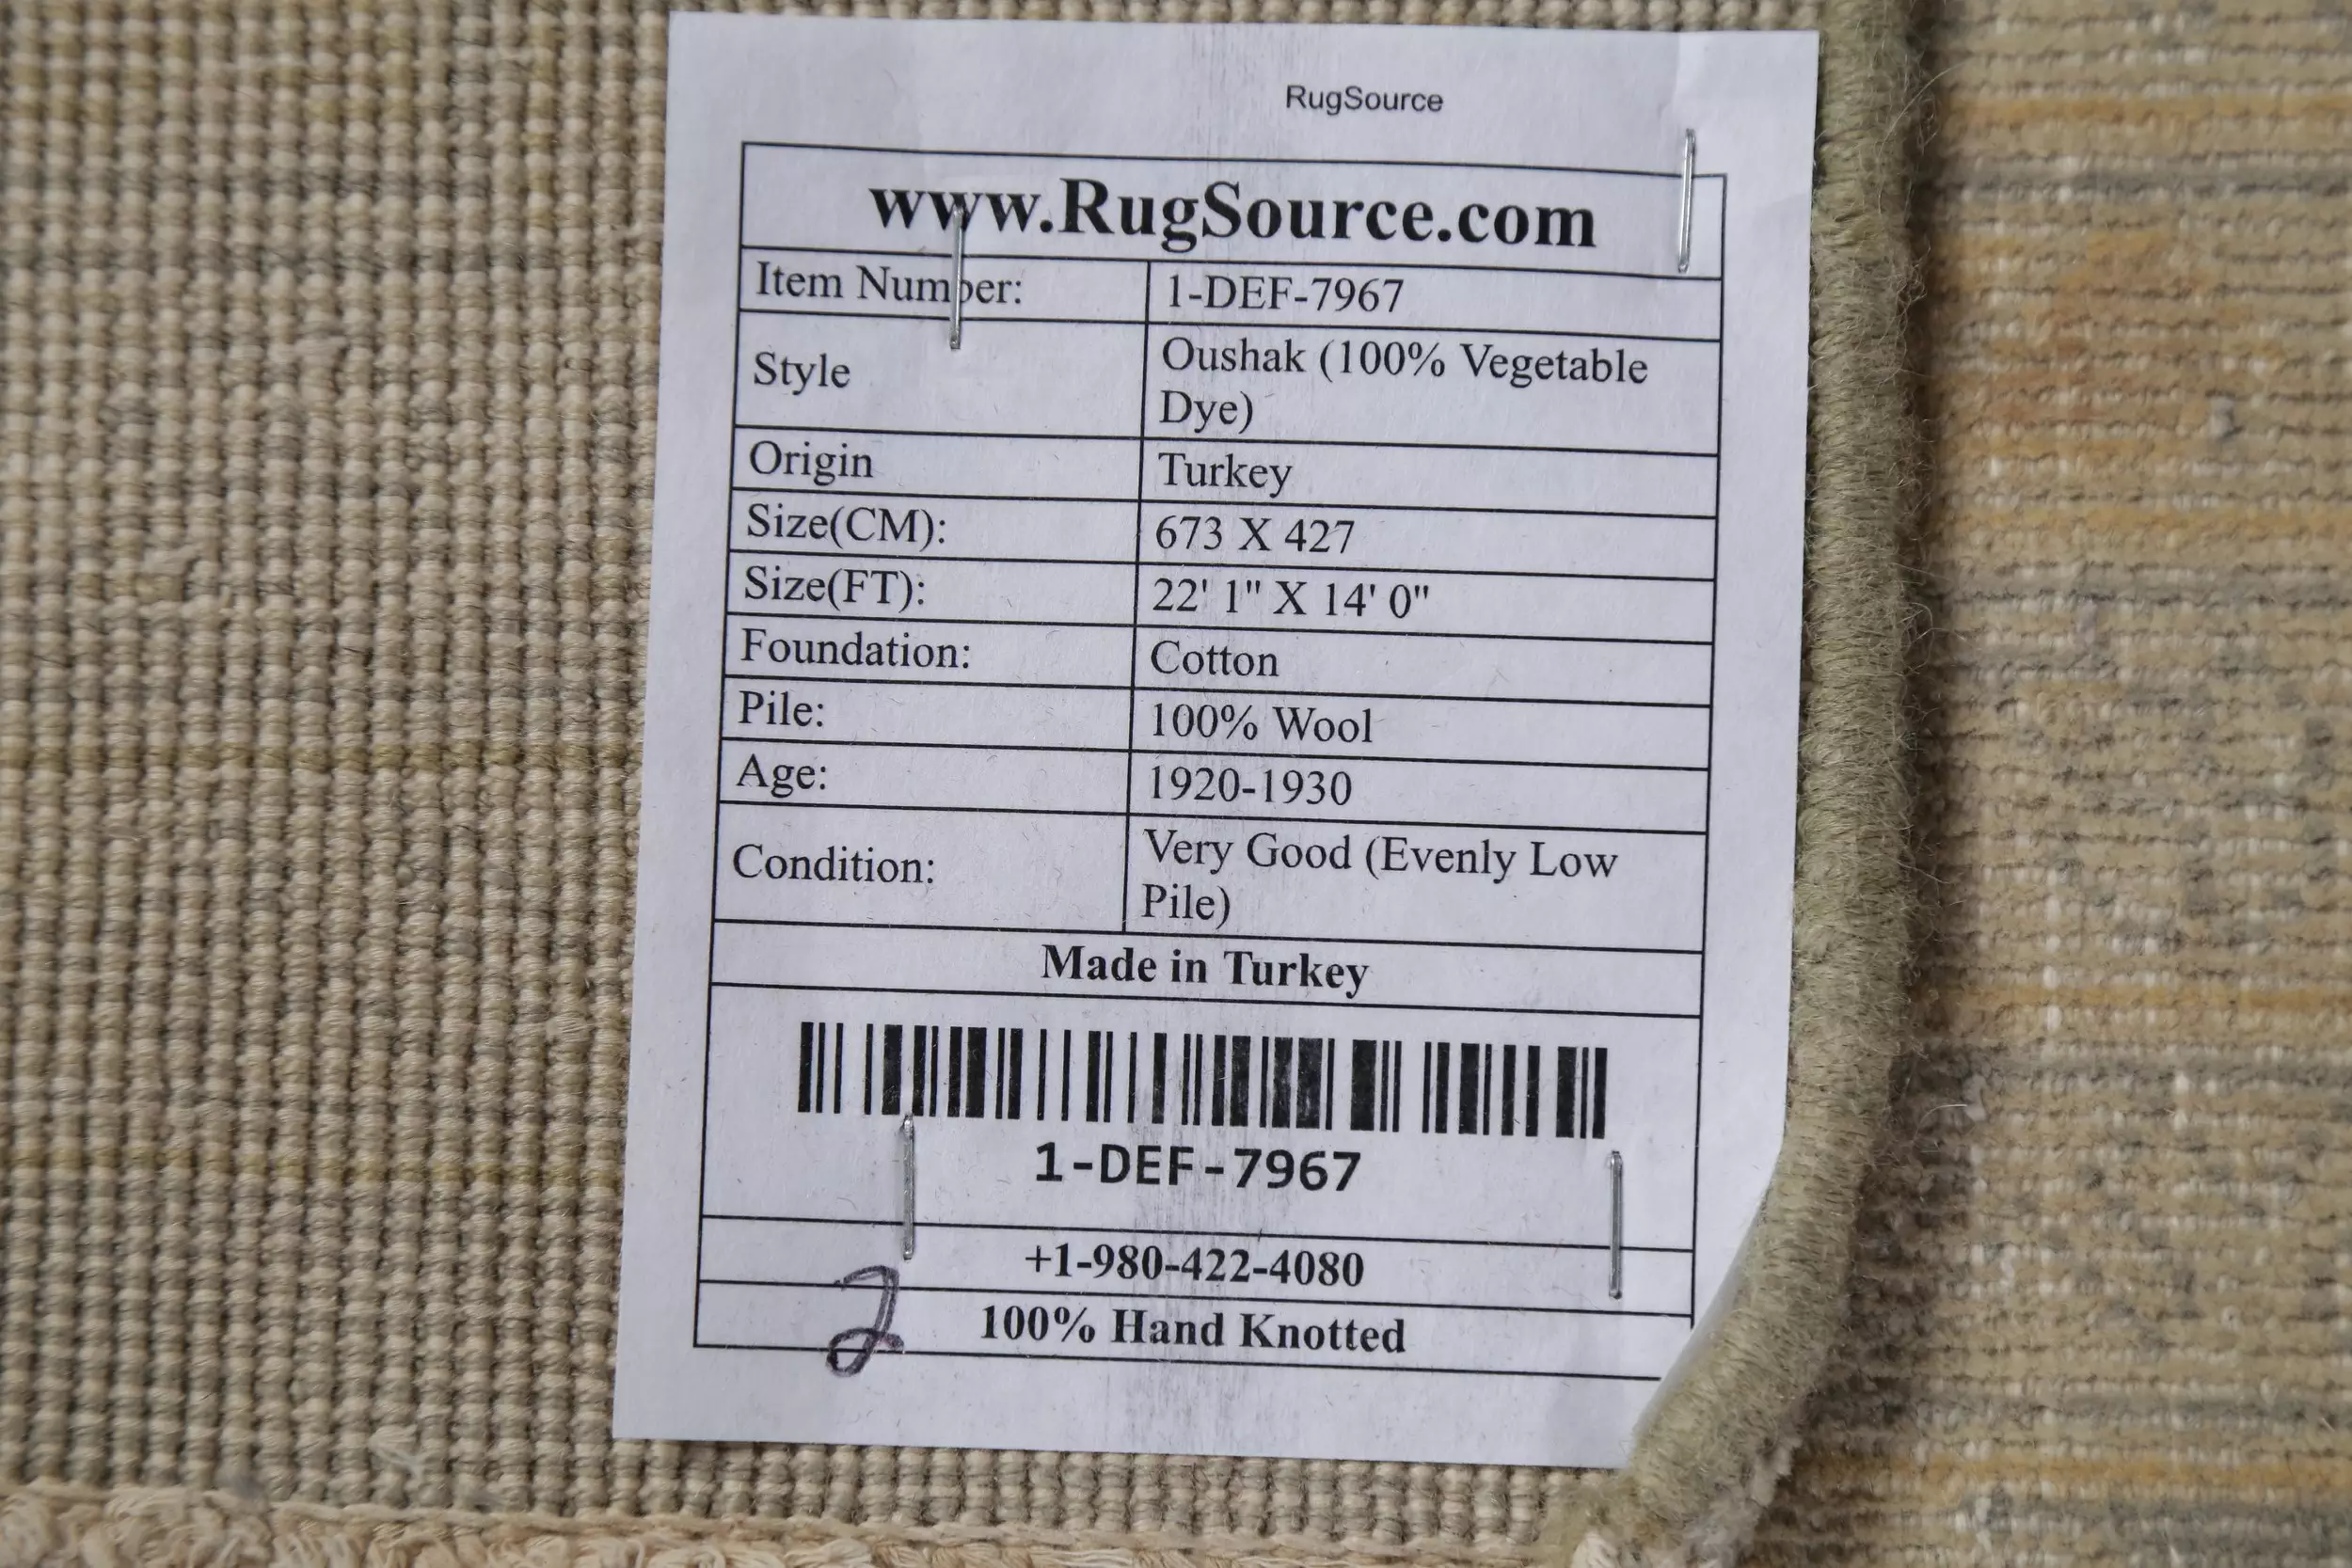 RugSource
www.RugSource.com
Item Number: 1-DEF-7967
Style Oushak (100% Vegetable
Dye)
Origin Turkey
Size(CM): 673 X 427
Size(FT): 22' 1" X 14' 0"
Foundation: Cotton
Pile: 100% Wool
Age: 1920-1930
Condition: Very Good (Evenly Low
Pile)
Made in Turkey
1-DEF-7967
+1-980-422-4080
2
100% Hand Knotted